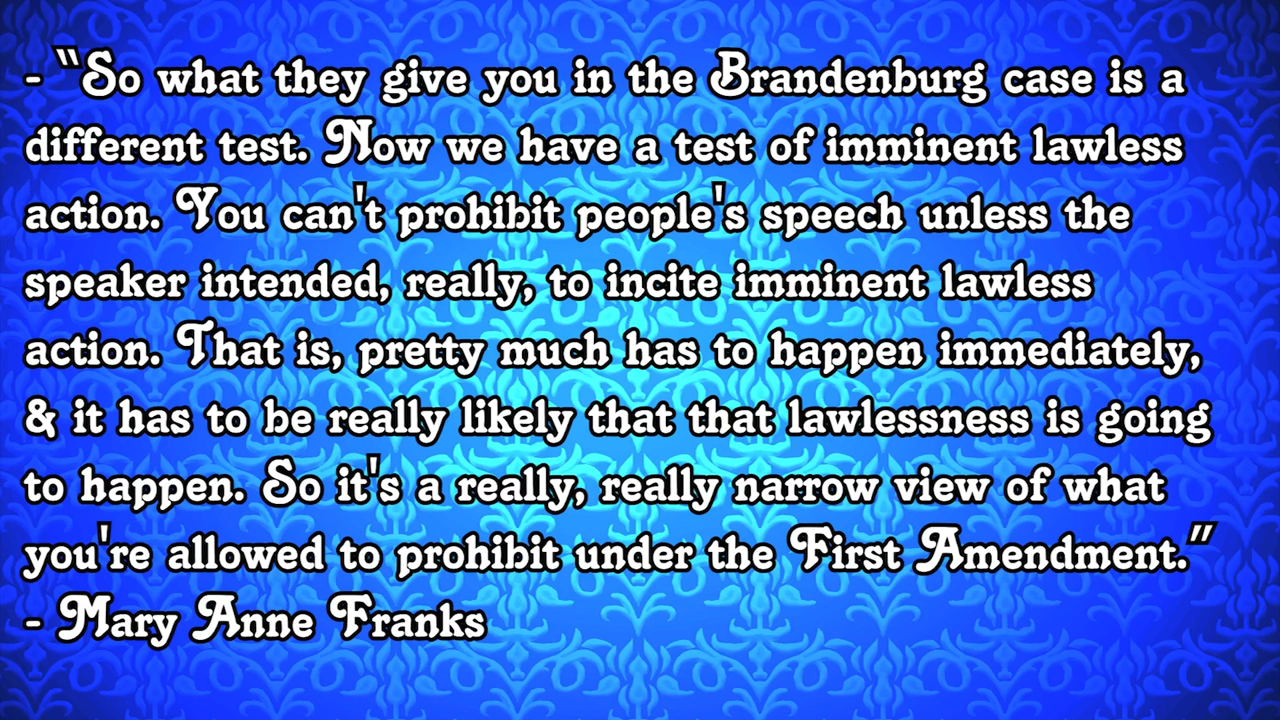 - “So what they give you in the Brandenburg case is a
different test. Now we have a test of imminent lawless
action. You can't prohibit people's speech unless the
speaker intended, really, to incite imminent lawless
action. That is, pretty much has to happen immediately,
& it has to be really likely that that lawlessness is going
to happen. So it's a really, really narrow view of what
you're allowed to prohibit under the First Amendment.”
- Mary Anne Franks